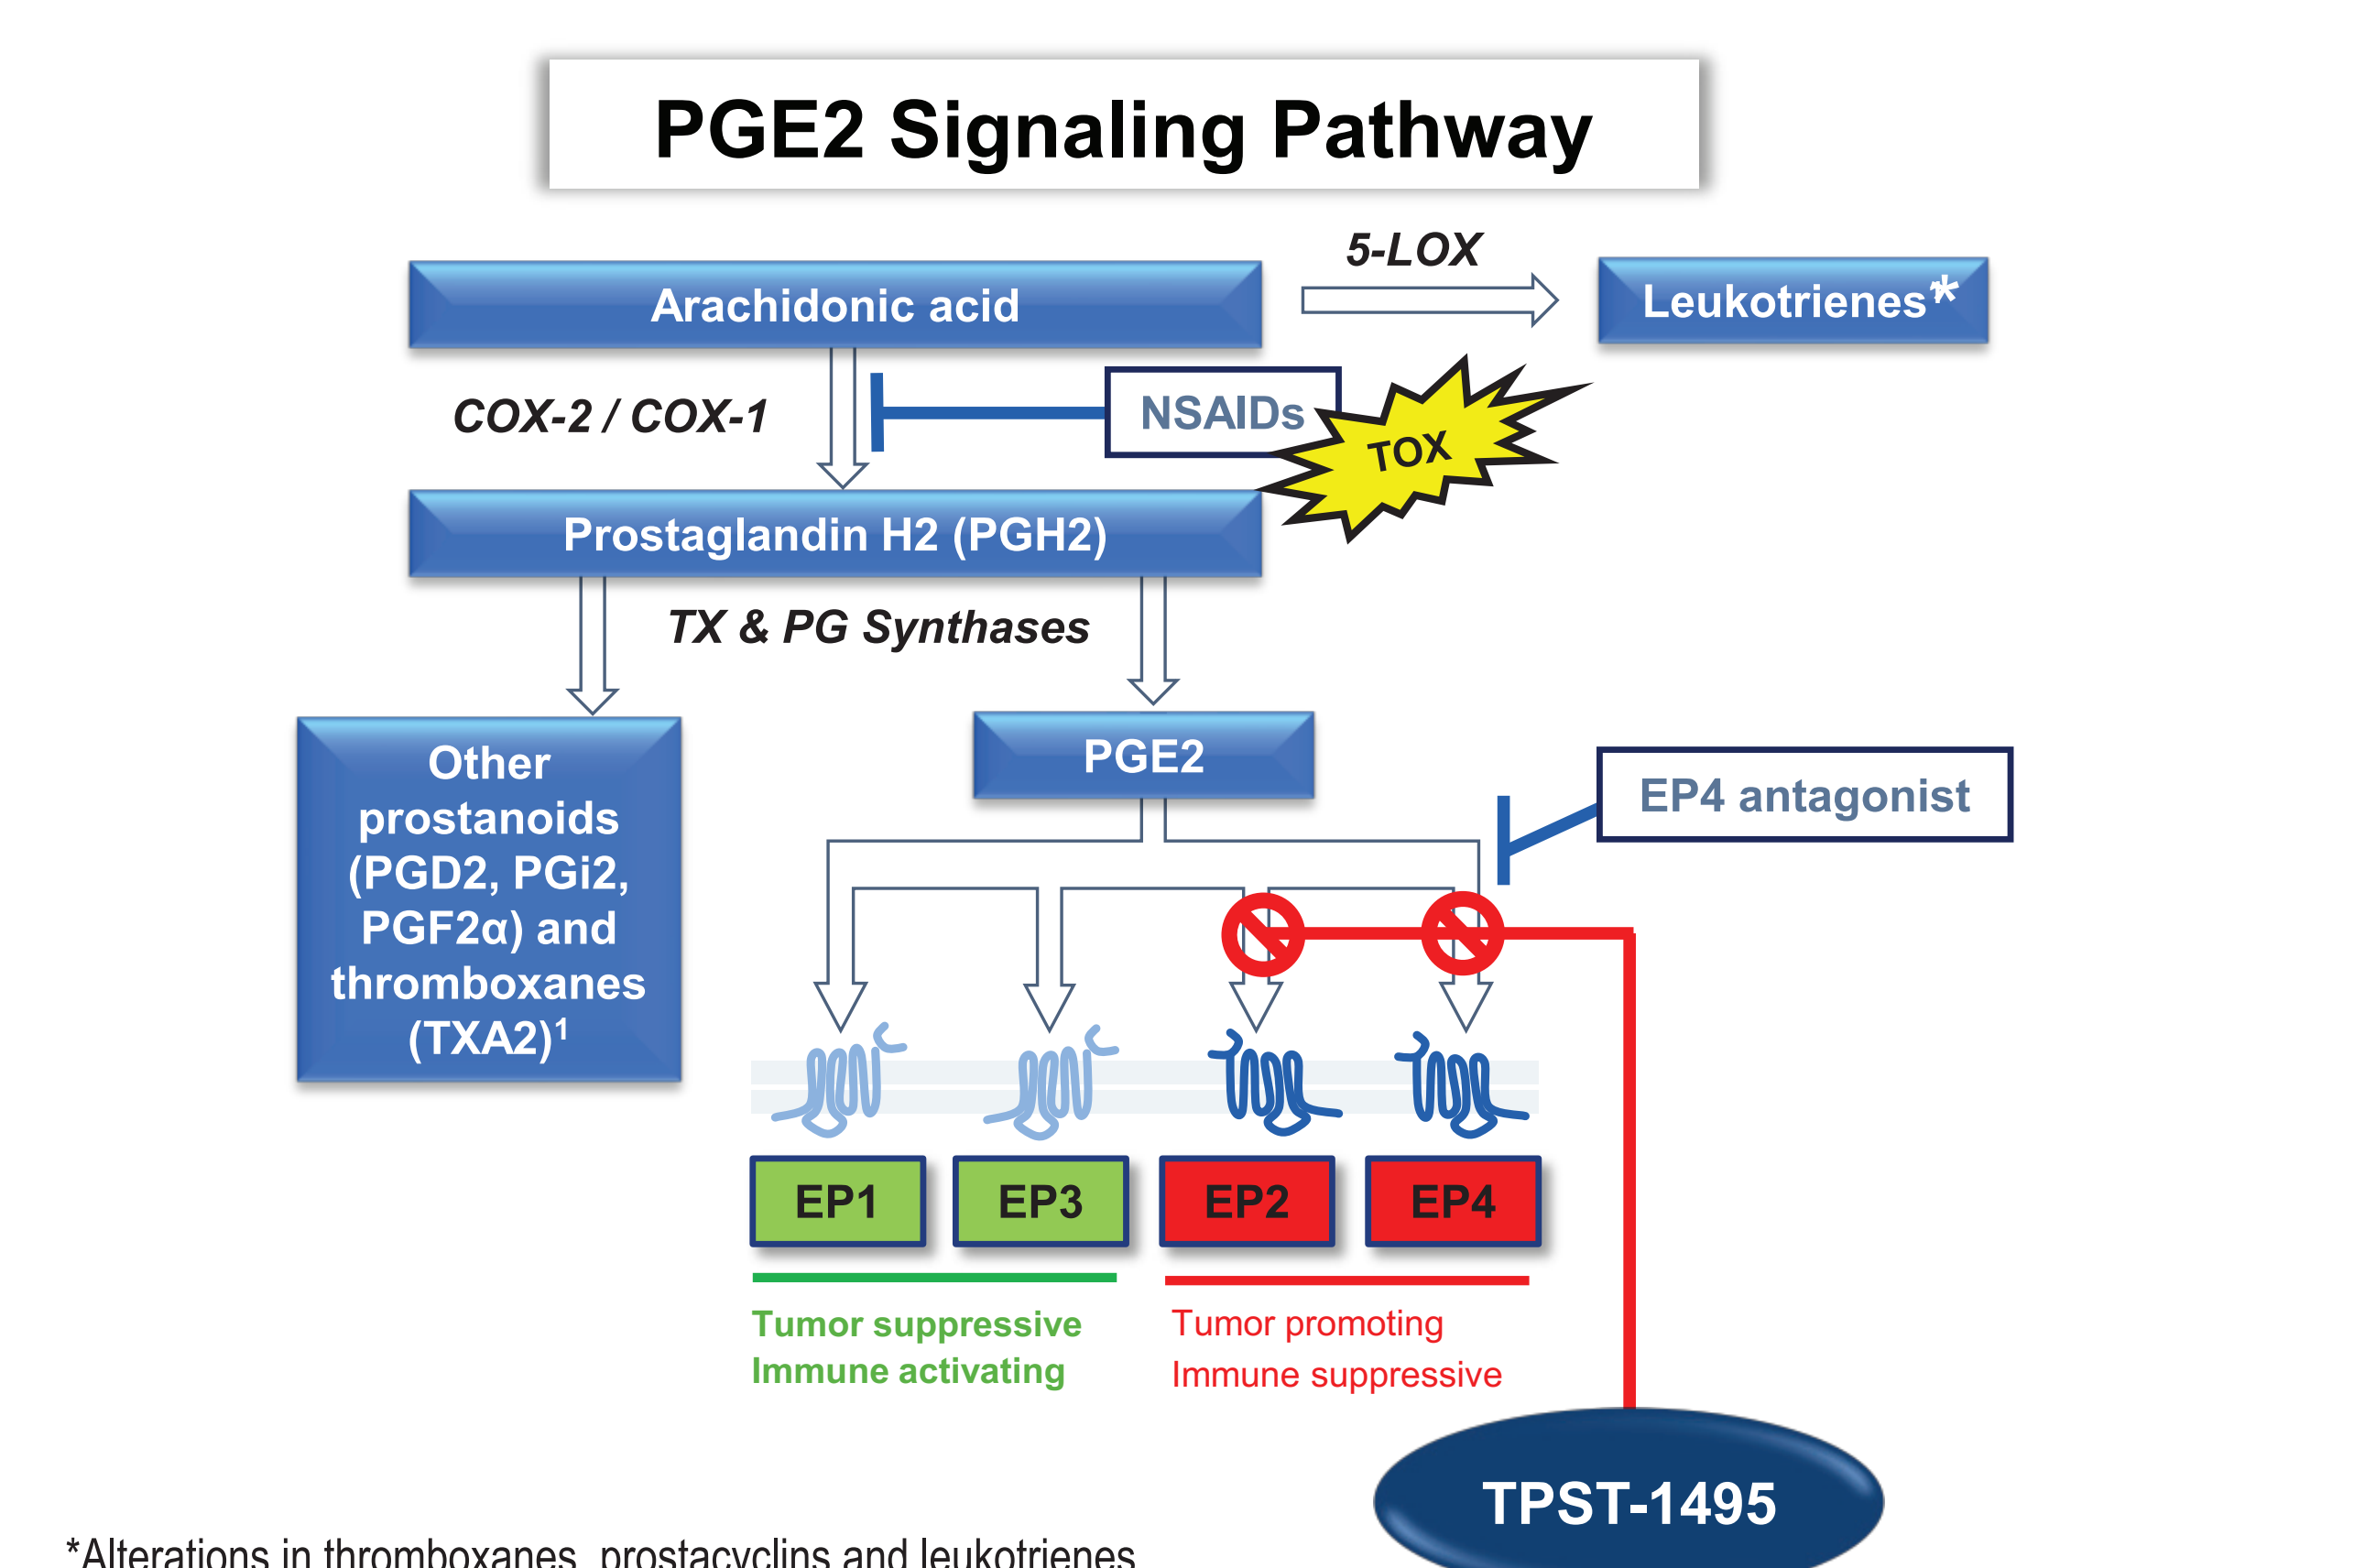 PGE2 Signaling Pathway
5-LOX
Arachidonic acid
Leukotrienes*
COX-2 / COX-1
NSAIDs
TOX
Prostaglandin H2 (PGH2)
TX & PG Synthases
Other
prostanoids
(PGD2, PGi2,
PGF2α) and
thromboxanes
(TXA2)¹
PGE2
EP4 antagonist
EP1
EP3
EP2
EP4
Tumor suppressive
Immune activating
Tumor promoting
Immune suppressive
TPST-1495
*Alterations in thromboxanes, prostacyclins and leukotrienes